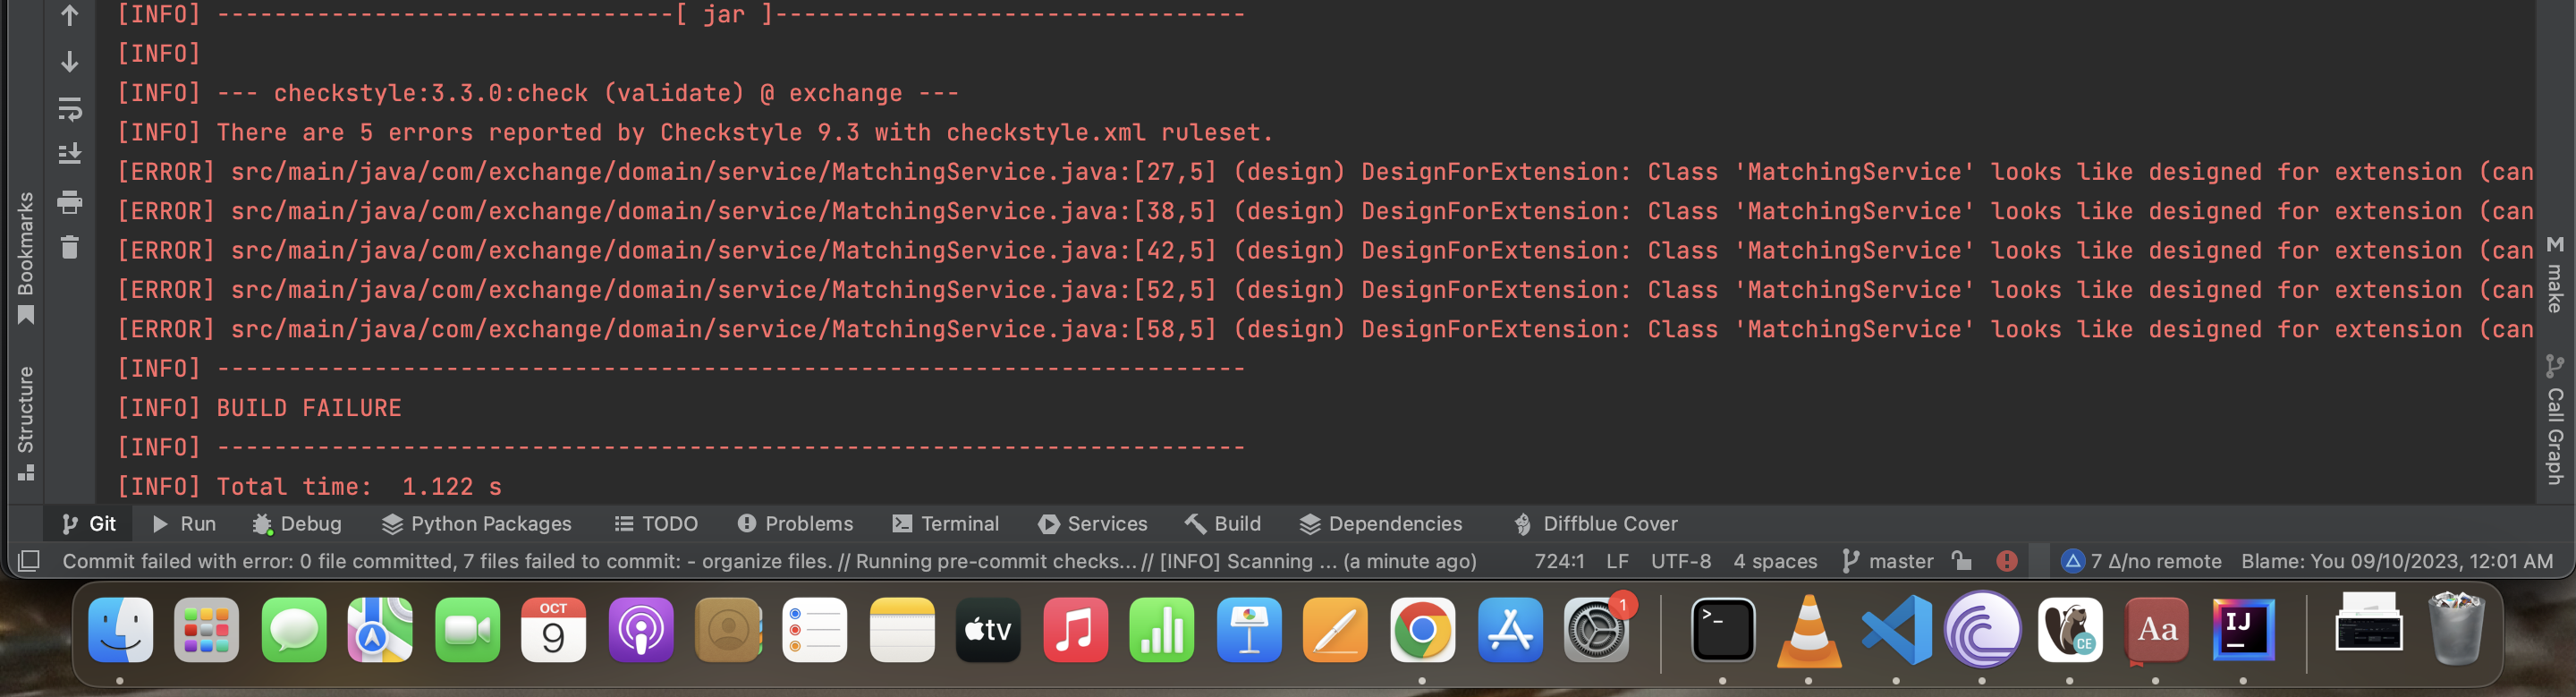 [INFO] --------------------------------[ jar ]---------------------------------
[INFO]
[INFO] --- checkstyle:3.3.0:check (validate) @ exchange ---
[INFO] There are 5 errors reported by Checkstyle 9.3 with checkstyle.xml ruleset.
[ERROR] src/main/java/com/exchange/domain/service/MatchingService.java:[27,5] (design) DesignForExtension: Class 'MatchingService' looks like designed for extension (can
[ERROR] src/main/java/com/exchange/domain/service/MatchingService.java:[38,5] (design) DesignForExtension: Class 'MatchingService' looks like designed for extension (can
[ERROR] src/main/java/com/exchange/domain/service/MatchingService.java:[42,5] (design) DesignForExtension: Class 'MatchingService' looks like designed for extension (can
[ERROR] src/main/java/com/exchange/domain/service/MatchingService.java:[52,5] (design) DesignForExtension: Class 'MatchingService' looks like designed for extension (can
[ERROR] src/main/java/com/exchange/domain/service/MatchingService.java:[58,5] (design) DesignForExtension: Class 'MatchingService' looks like designed for extension (can
[INFO] ------------------------------------------------------------------------
[INFO] BUILD FAILURE
[INFO] ------------------------------------------------------------------------
[INFO] Total time:  1.122 s
Bookmarks
Structure
M make
Call Graph
Git Run Debug Python Packages TODO Problems Terminal Services Build Dependencies Diffblue Cover
Commit failed with error: 0 file committed, 7 files failed to commit: - organize files. // Running pre-commit checks... // [INFO] Scanning ... (a minute ago) 724:1 LF UTF-8 4 spaces master 7 Δ/no remote Blame: You 09/10/2023, 12:01 AM
OCT
9
tv
1
>_
CE
Aa
IJ